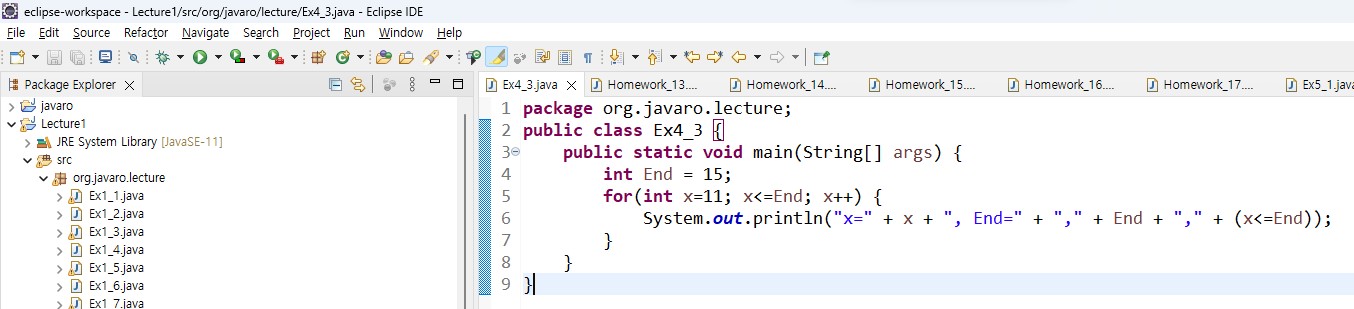 eclipse-workspace - Lecture1/src/org/javaro/lecture/Ex4_3.java - Eclipse IDE
File Edit Source Refactor Navigate Search Project Run Window Help
Package Explorer
javaro
Lecture1
JRE System Library [JavaSE-11]
src
org.javaro.lecture
Ex1_1.java
Ex1_2.java
Ex1_3.java
Ex1_4.java
Ex1_5.java
Ex1_6.java
Ex1_7.java
Ex4_3.java Homework_13.... Homework_14.... Homework_15.... Homework_16.... Homework_17.... Ex5_1.java
1 package org.javaro.lecture;
2 public class Ex4_3 {
3 public static void main(String[] args) {
4 int End = 15;
5 for(int x=11; x<=End; x++) {
6 System.out.println("x=" + x + ", End=" + "," + End + "," + (x<=End));
7 }
8 }
9 }